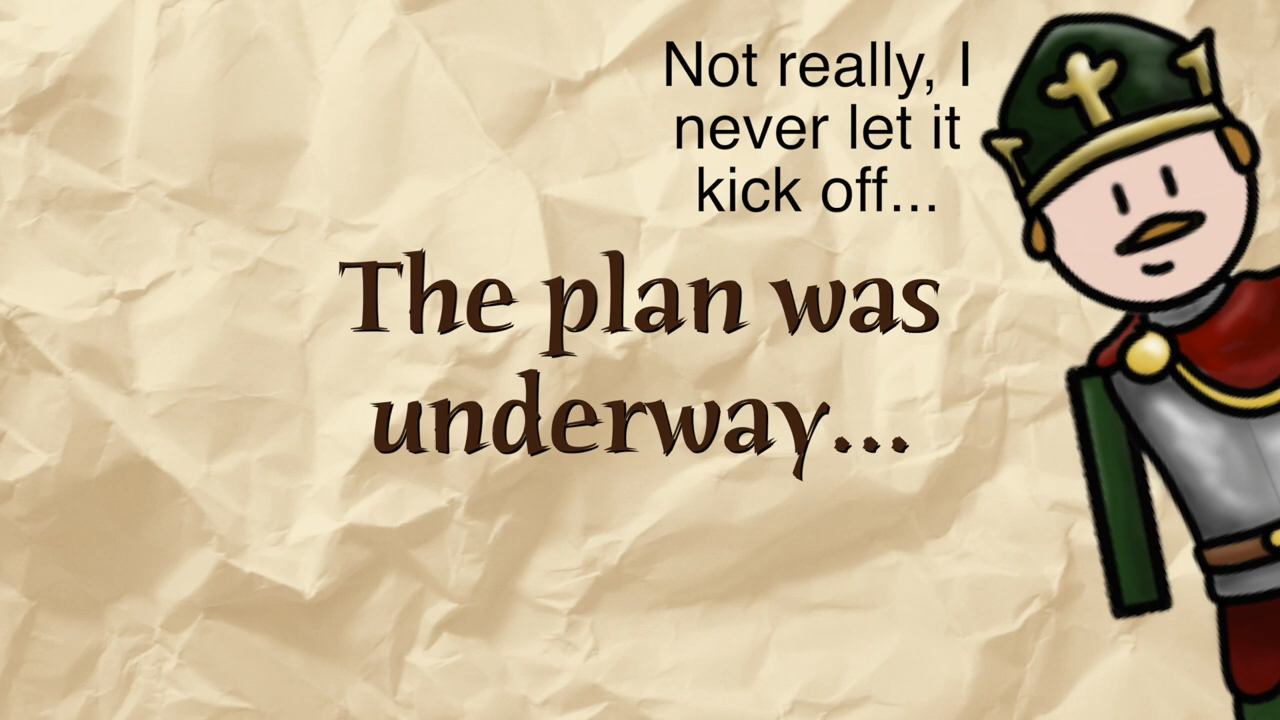 Not really, I
never let it
kick off...
The plan was
underway...